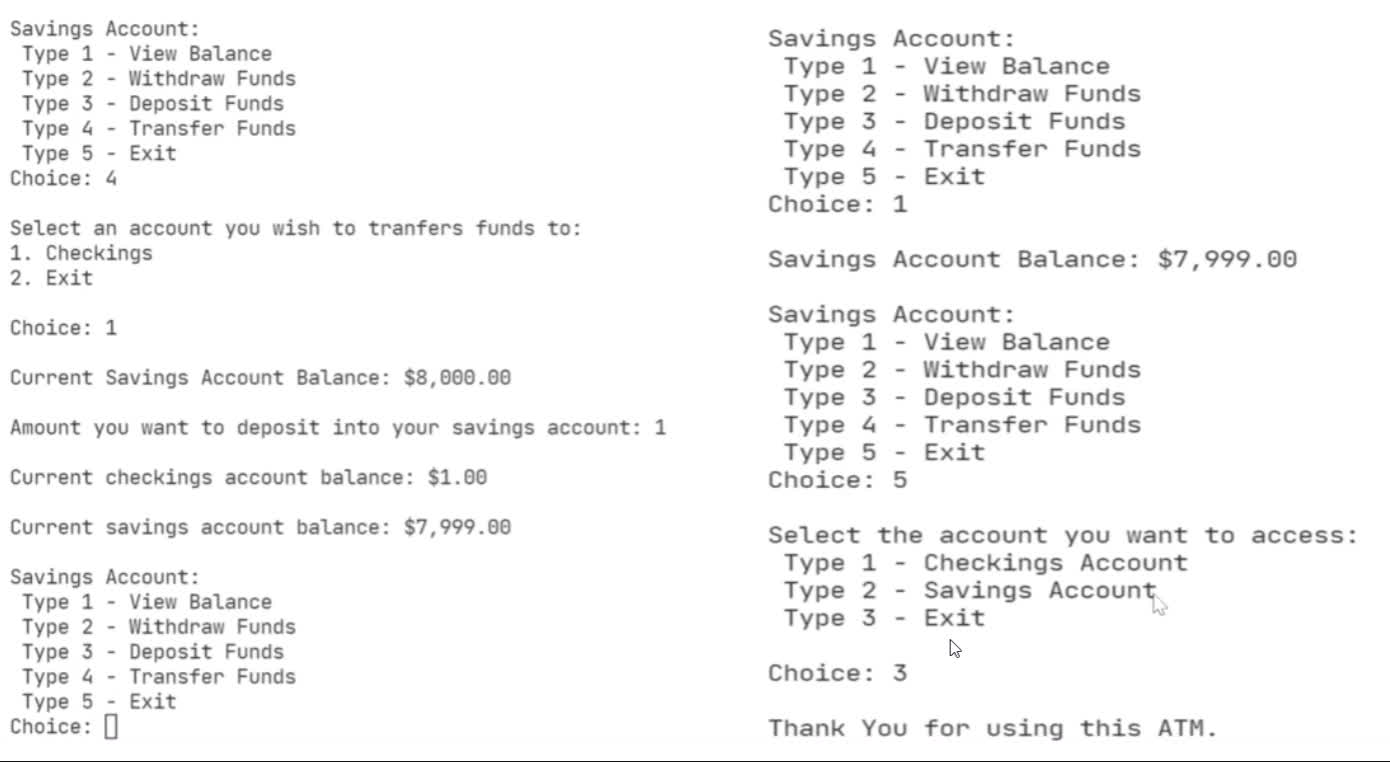 Savings Account:
Type 1 - View Balance
Type 2 - Withdraw Funds
Type 3 - Deposit Funds
Type 4 - Transfer Funds
Type 5 - Exit
Choice: 4
Select an account you wish to tranfers funds to:
1. Checkings
2. Exit
Choice: 1
Current Savings Account Balance: $8,000.00
Amount you want to deposit into your savings account: 1
Current checkings account balance: $1.00
Current savings account balance: $7,999.00
Savings Account:
Type 1 - View Balance
Type 2 - Withdraw Funds
Type 3 - Deposit Funds
Type 4 - Transfer Funds
Type 5 - Exit
Choice:
Savings Account:
Type 1 - View Balance
Type 2 - Withdraw Funds
Type 3 - Deposit Funds
Type 4 - Transfer Funds
Type 5 - Exit
Choice: 1
Savings Account Balance: $7,999.00
Savings Account:
Type 1 - View Balance
Type 2 - Withdraw Funds
Type 3 - Deposit Funds
Type 4 - Transfer Funds
Type 5 - Exit
Choice: 5
Select the account you want to access:
Type 1 - Checkings Account
Type 2 - Savings Account
Type 3 - Exit
Choice: 3
Thank You for using this ATM.